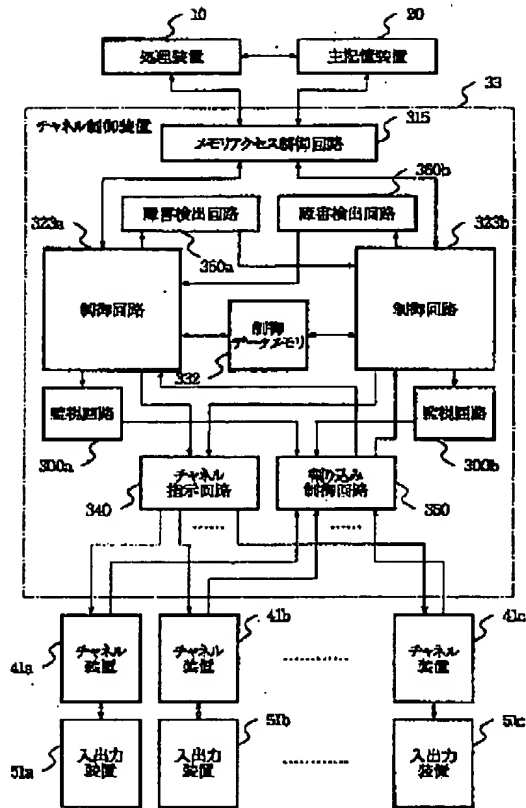 10
20
処理装置
主記憶装置
33
チャネル制御装置
315
メモリアクセス制御回路
360b
323a
障害検出回路
障害検出回路
323b
360a
制御回路
制御
データメモリ
制御回路
332
監視回路
監視回路
300a
300b
チャネル
指示回路
割り込み
制御回路
340
350
......
......
41a
チャネル
装置
41b
チャネル
装置
41c
チャネル
装置
51a
入出力
装置
51b
入出力
装置
51c
入出力
装置